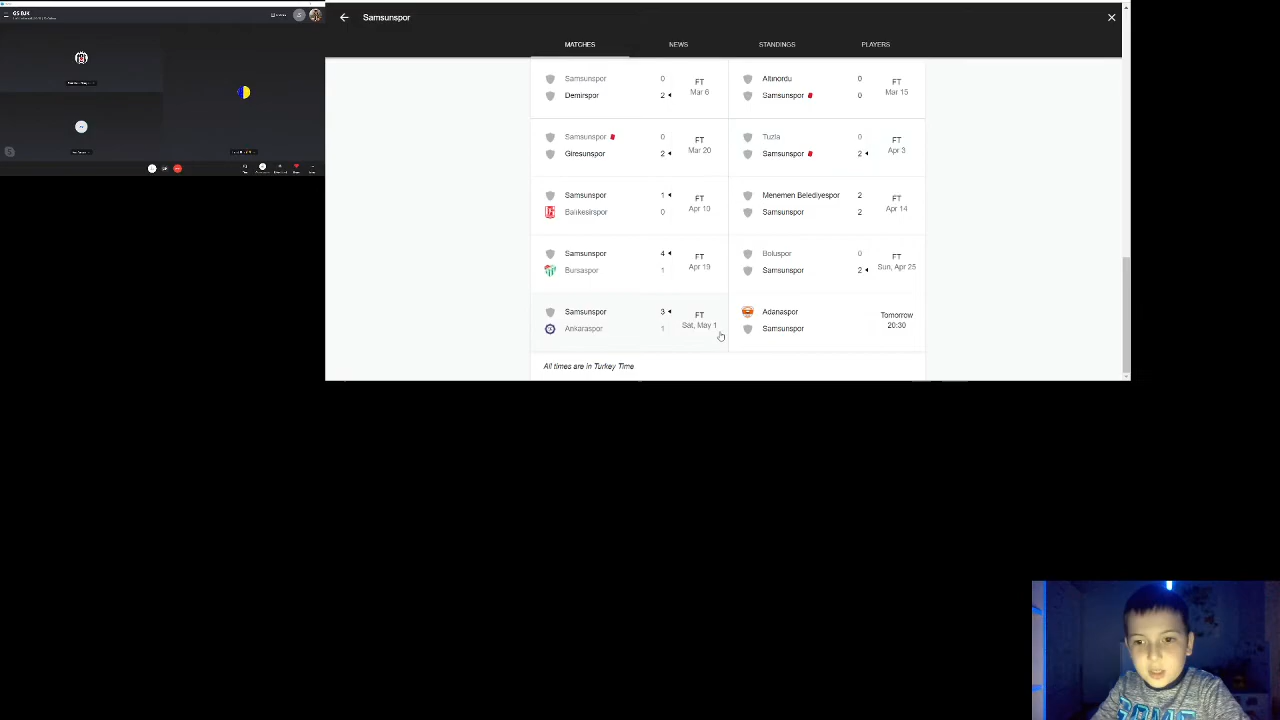 GS BJK
Samsunspor
MATCHES
NEWS
STANDINGS
PLAYERS
Samsunspor 0
Demirspor 2
FT
Mar 6
Altınordu 0
Samsunspor 0
FT
Mar 15
Samsunspor 0
Giresunspor 2
FT
Mar 20
Tuzla 0
Samsunspor 2
FT
Apr 3
Samsunspor 1
Balıkesirspor 0
FT
Apr 10
Menemen Belediyespor 2
Samsunspor 2
FT
Apr 14
Samsunspor 4
Bursaspor 1
FT
Apr 19
Boluspor 0
Samsunspor 2
FT
Sun, Apr 25
Samsunspor 3
Ankaraspor 1
FT
Sat, May 1
Adanaspor
Samsunspor
Tomorrow
20:30
All times are in Turkey Time